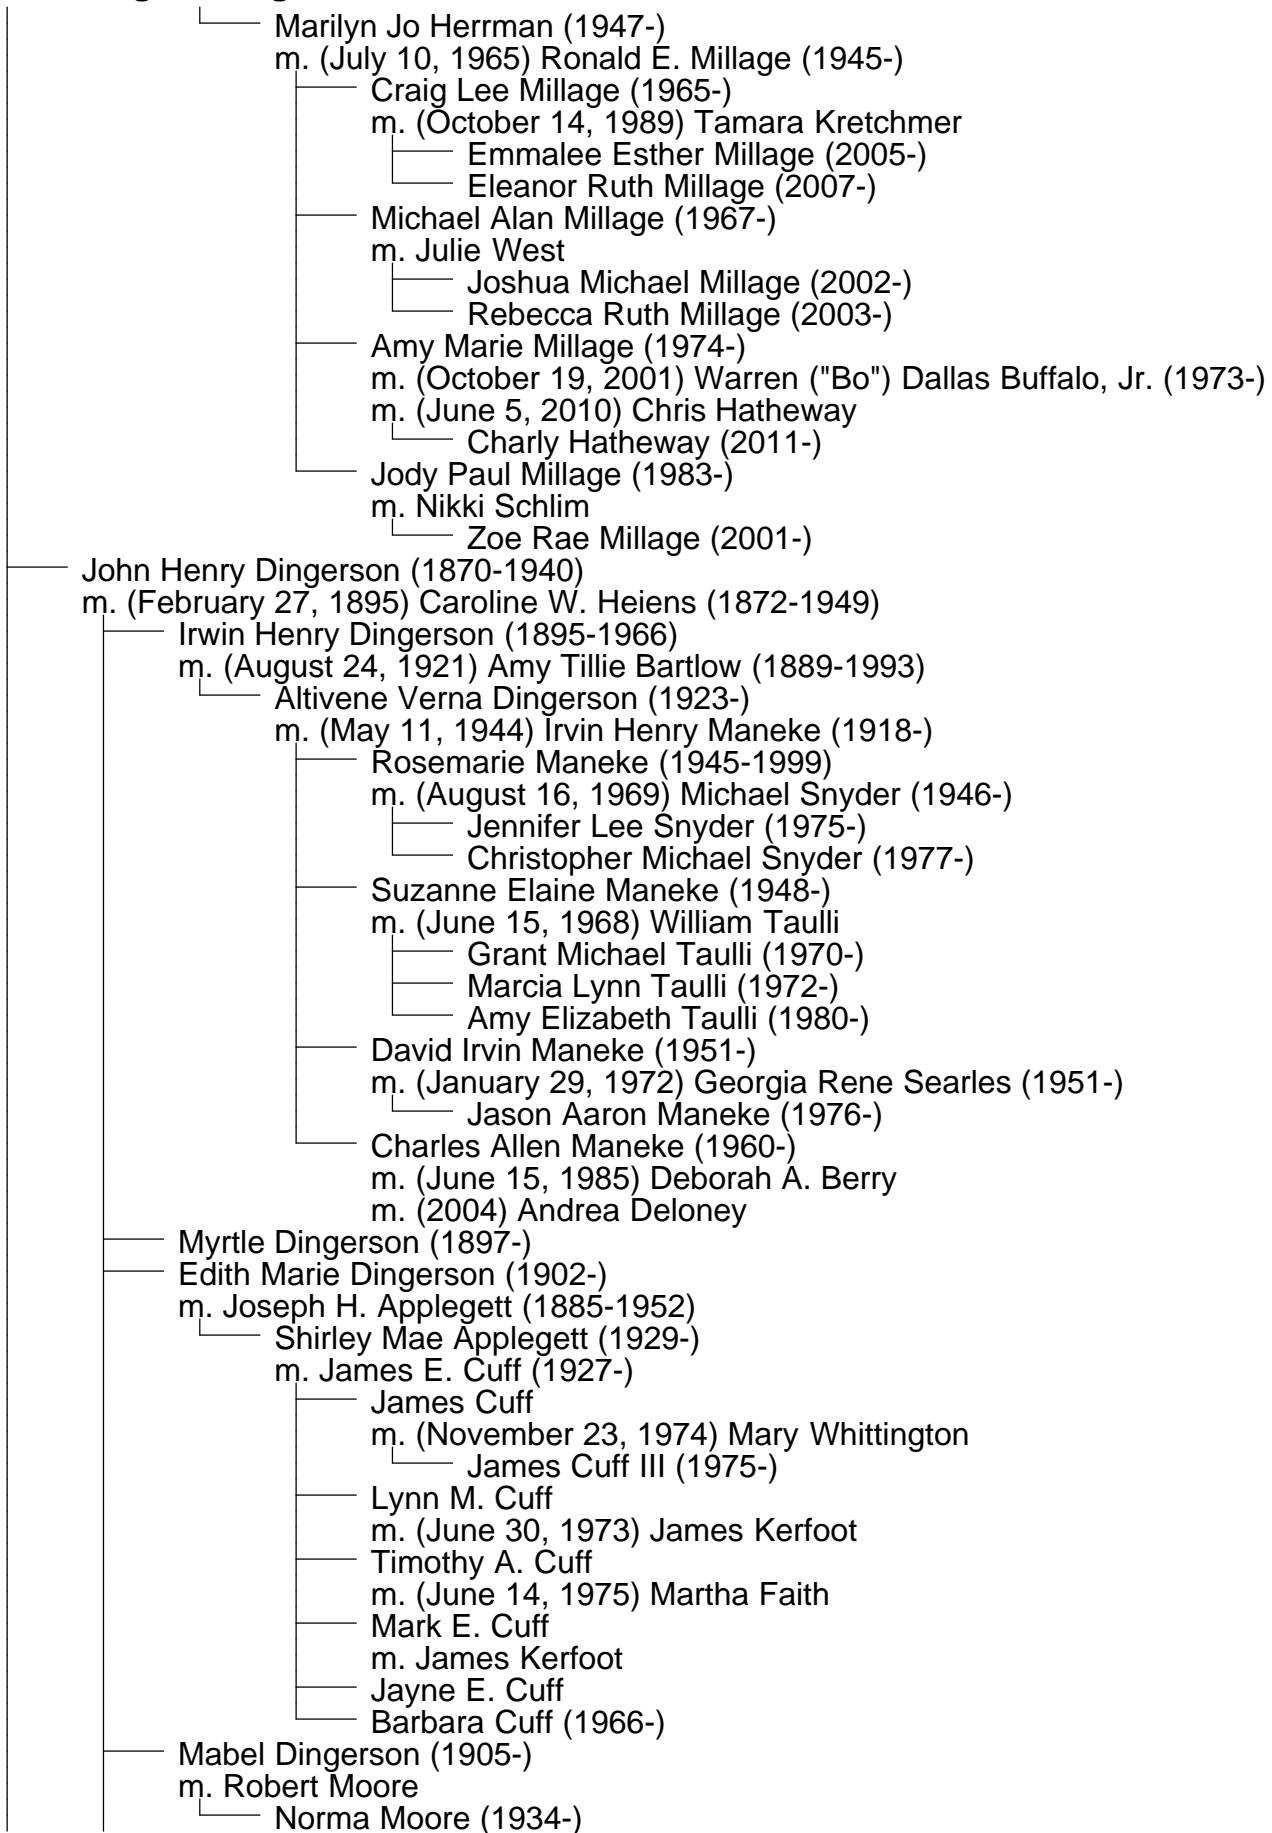 Marilyn Jo Herrman (1947-)
m. (July 10, 1965) Ronald E. Millage (1945-)
Craig Lee Millage (1965-)
m. (October 14, 1989) Tamara Kretchmer
Emmalee Esther Millage (2005-)
Eleanor Ruth Millage (2007-)
Michael Alan Millage (1967-)
m. Julie West
Joshua Michael Millage (2002-)
Rebecca Ruth Millage (2003-)
Amy Marie Millage (1974-)
m. (October 19, 2001) Warren ("Bo") Dallas Buffalo, Jr. (1973-)
m. (June 5, 2010) Chris Hatheway
Charly Hatheway (2011-)
Jody Paul Millage (1983-)
m. Nikki Schlim
Zoe Rae Millage (2001-)
John Henry Dingerson (1870-1940)
m. (February 27, 1895) Caroline W. Heiens (1872-1949)
Irwin Henry Dingerson (1895-1966)
m. (August 24, 1921) Amy Tillie Bartlow (1889-1993)
Altivene Verna Dingerson (1923-)
m. (May 11, 1944) Irvin Henry Maneke (1918-)
Rosemarie Maneke (1945-1999)
m. (August 16, 1969) Michael Snyder (1946-)
Jennifer Lee Snyder (1975-)
Christopher Michael Snyder (1977-)
Suzanne Elaine Maneke (1948-)
m. (June 15, 1968) William Taulli
Grant Michael Taulli (1970-)
Marcia Lynn Taulli (1972-)
Amy Elizabeth Taulli (1980-)
David Irvin Maneke (1951-)
m. (January 29, 1972) Georgia Rene Searles (1951-)
Jason Aaron Maneke (1976-)
Charles Allen Maneke (1960-)
m. (June 15, 1985) Deborah A. Berry
m. (2004) Andrea Deloney
Myrtle Dingerson (1897-)
Edith Marie Dingerson (1902-)
m. Joseph H. Applegett (1885-1952)
Shirley Mae Applegett (1929-)
m. James E. Cuff (1927-)
James Cuff
m. (November 23, 1974) Mary Whittington
James Cuff III (1975-)
Lynn M. Cuff
m. (June 30, 1973) James Kerfoot
Timothy A. Cuff
m. (June 14, 1975) Martha Faith
Mark E. Cuff
m. James Kerfoot
Jayne E. Cuff
Barbara Cuff (1966-)
Mabel Dingerson (1905-)
m. Robert Moore
Norma Moore (1934-)